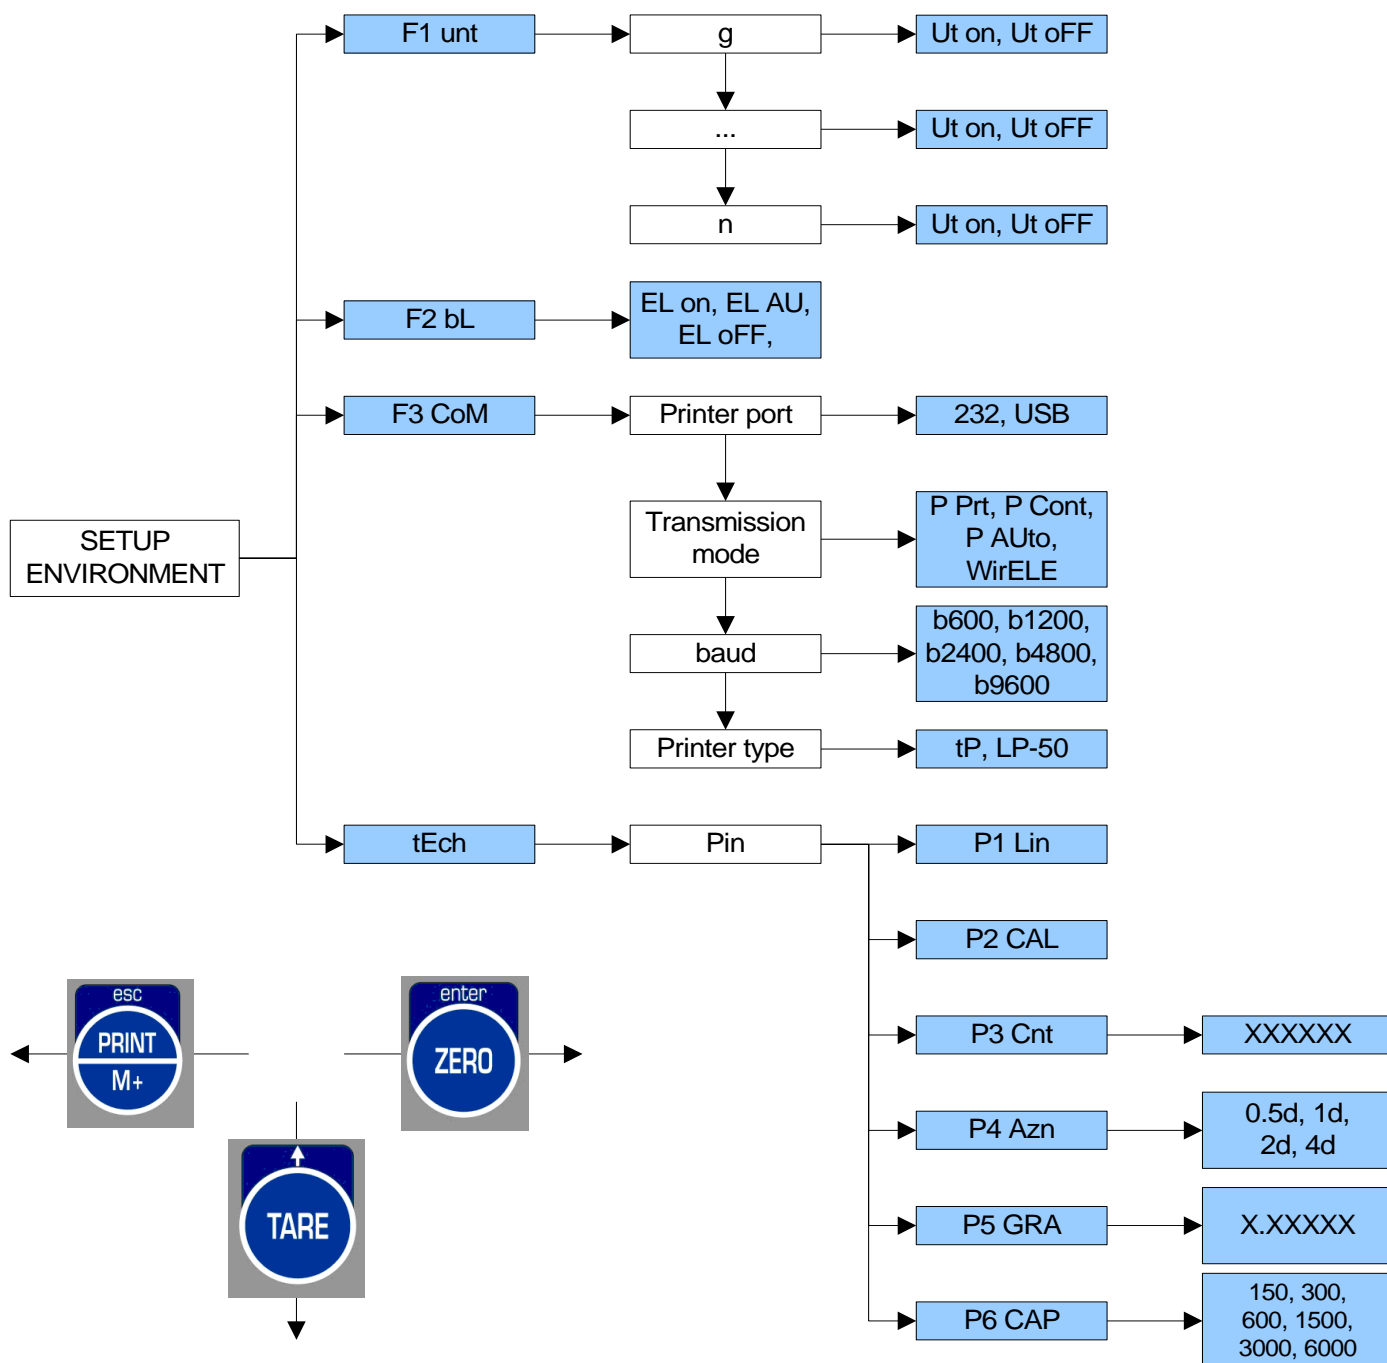 F1 unt
g
Ut on, Ut oFF
...
Ut on, Ut oFF
n
Ut on, Ut oFF
F2 bL
EL on, EL AU,
EL oFF,
F3 CoM
Printer port
232, USB
SETUP
ENVIRONMENT
Transmission
mode
P Prt, P Cont,
P AUto,
WirELE
baud
b600, b1200,
b2400, b4800,
b9600
Printer type
tP, LP-50
tEch
Pin
P1 Lin
P2 CAL
P3 Cnt
XXXXXX
P4 Azn
0.5d, 1d,
2d, 4d
P5 GRA
X.XXXXX
P6 CAP
150, 300,
600, 1500,
3000, 6000
esc
PRINT
M+
enter
ZERO
TARE